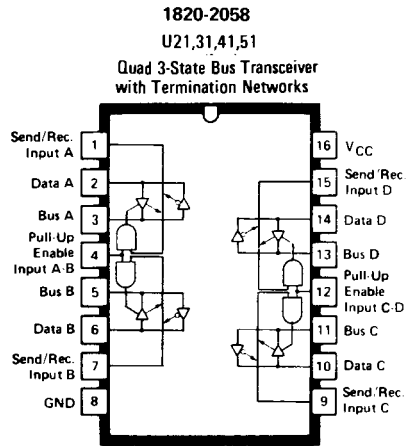 1820-2058
U21,31,41,51
Quad 3-State Bus Transceiver
with Termination Networks
Send/Rec.
Input A
1
Data A
2
Bus A
3
Pull-Up
Enable
Input A-B
4
Bus B
5
Data B
6
Send/Rec.
Input B
7
GND
8
16
VCC
15
Send/Rec.
Input D
14
Data D
13
Bus D
12
Pull-Up
Enable
Input C-D
11
Bus C
10
Data C
9
Send/Rec.
Input C